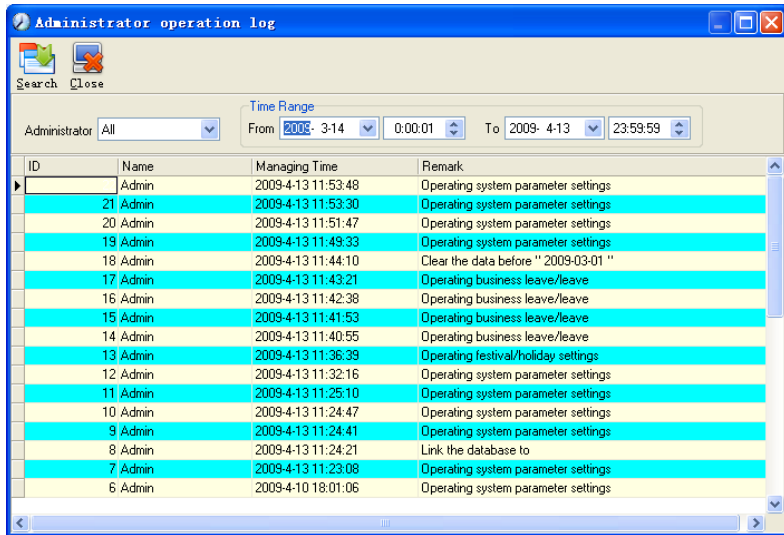 Administrator operation log
Search Close
Time Range
Administrator All From 2009- 3-14 0:00:01 To 2009- 4-13 23:59:59
ID Name Managing Time Remark
Admin 2009-4-13 11:53:48 Operating system parameter settings
21 Admin 2009-4-13 11:53:30 Operating system parameter settings
20 Admin 2009-4-13 11:51:47 Operating system parameter settings
19 Admin 2009-4-13 11:49:33 Operating system parameter settings
18 Admin 2009-4-13 11:44:10 Clear the data before " 2009-03-01 "
17 Admin 2009-4-13 11:43:21 Operating business leave/leave
16 Admin 2009-4-13 11:42:38 Operating business leave/leave
15 Admin 2009-4-13 11:41:53 Operating business leave/leave
14 Admin 2009-4-13 11:40:55 Operating business leave/leave
13 Admin 2009-4-13 11:36:39 Operating festival/holiday settings
12 Admin 2009-4-13 11:32:16 Operating system parameter settings
11 Admin 2009-4-13 11:25:10 Operating system parameter settings
10 Admin 2009-4-13 11:24:47 Operating system parameter settings
9 Admin 2009-4-13 11:24:41 Operating system parameter settings
8 Admin 2009-4-13 11:24:21 Link the database to
7 Admin 2009-4-13 11:23:08 Operating system parameter settings
6 Admin 2009-4-10 18:01:06 Operating system parameter settings